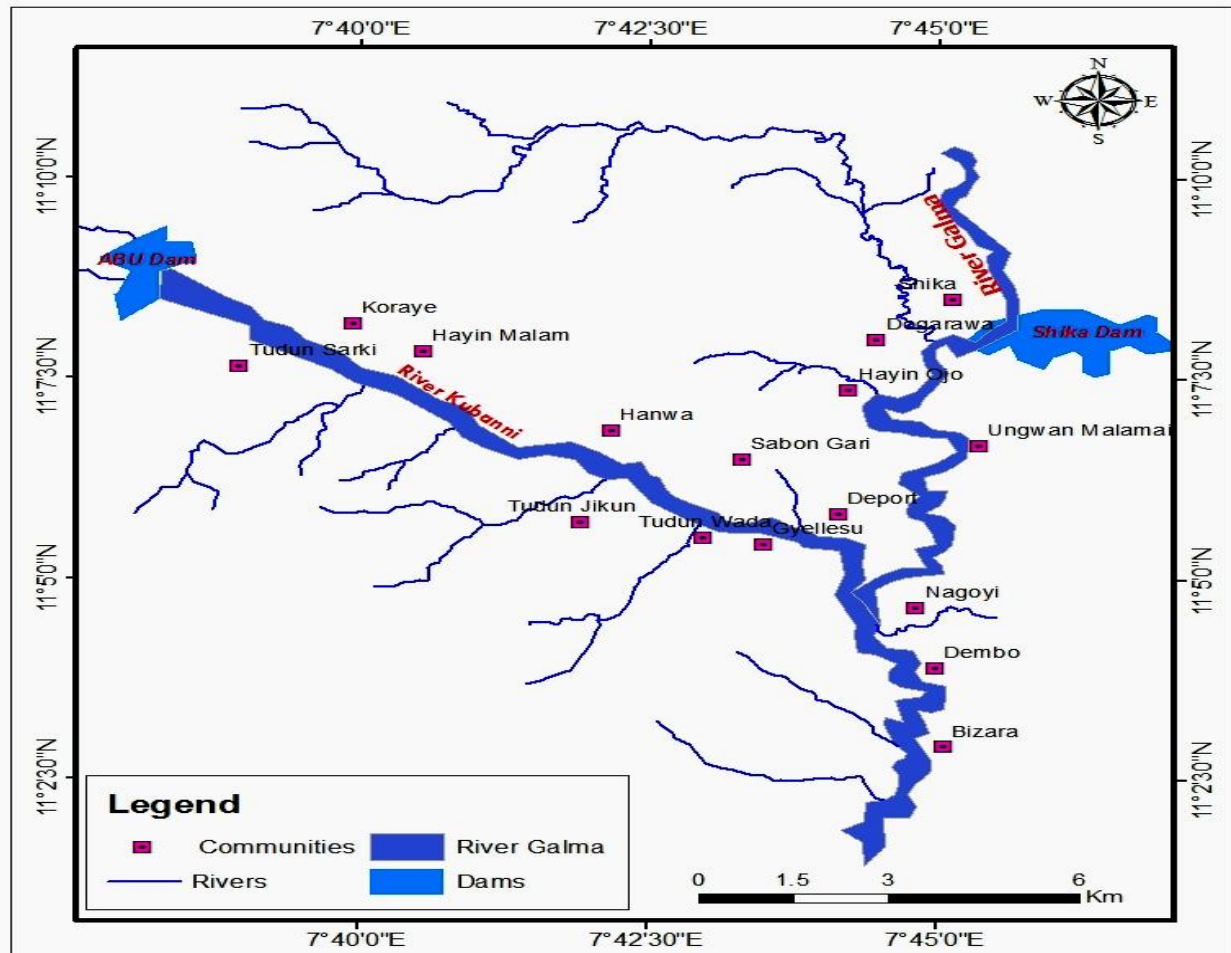 7°40'0"E
7°42'30"E
7°45'0"E
N
W
E
S
11°10'0"N
11°10'0"N
River Galma
ABU Dam
Shika
Koraye
Dogarawa
Shika Dam
Hayin Malam
Tudun Sarki
11°7'30"N
Hayin Ojo
11°7'30"N
River Kubanni
Hanwa
Ungwan Malamai
Sabon Gari
Deport
Tudun Jikun
Tudun Wada
Gyellesu
11°5'0"N
11°5'0"N
Nagoyi
Dembo
Bizara
11°2'30"N
11°2'30"N
Legend
Communities
River Galma
Rivers
Dams
0 1.5 3 6
Km
7°40'0"E
7°42'30"E
7°45'0"E